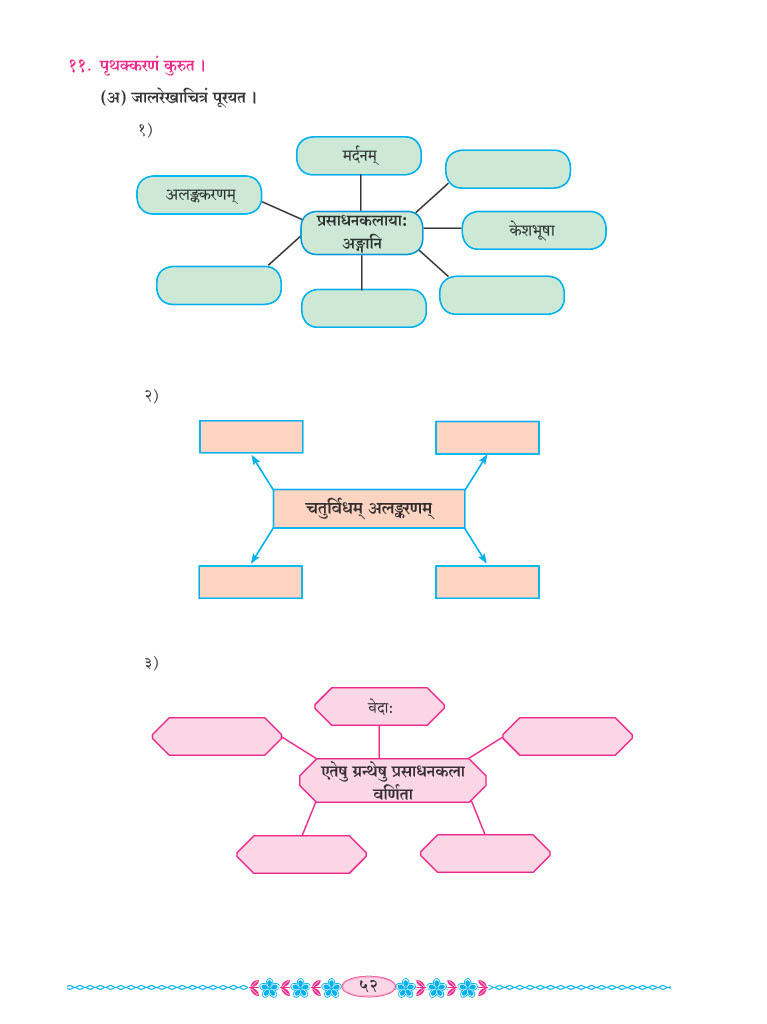 ११. पृथक्करणं कुरुत ।
(अ) जालरेखाचित्रं पूरयत ।
१)
मर्दनम्
अलङ्ककरणम्
प्रसाधनकलायाः
अङ्गानि
केशभूषा
२)
चतुर्विधम् अलङ्करणम्
३)
वेदाः
एतेषु ग्रन्थेषु प्रसाधनकला
वर्णिता
५२